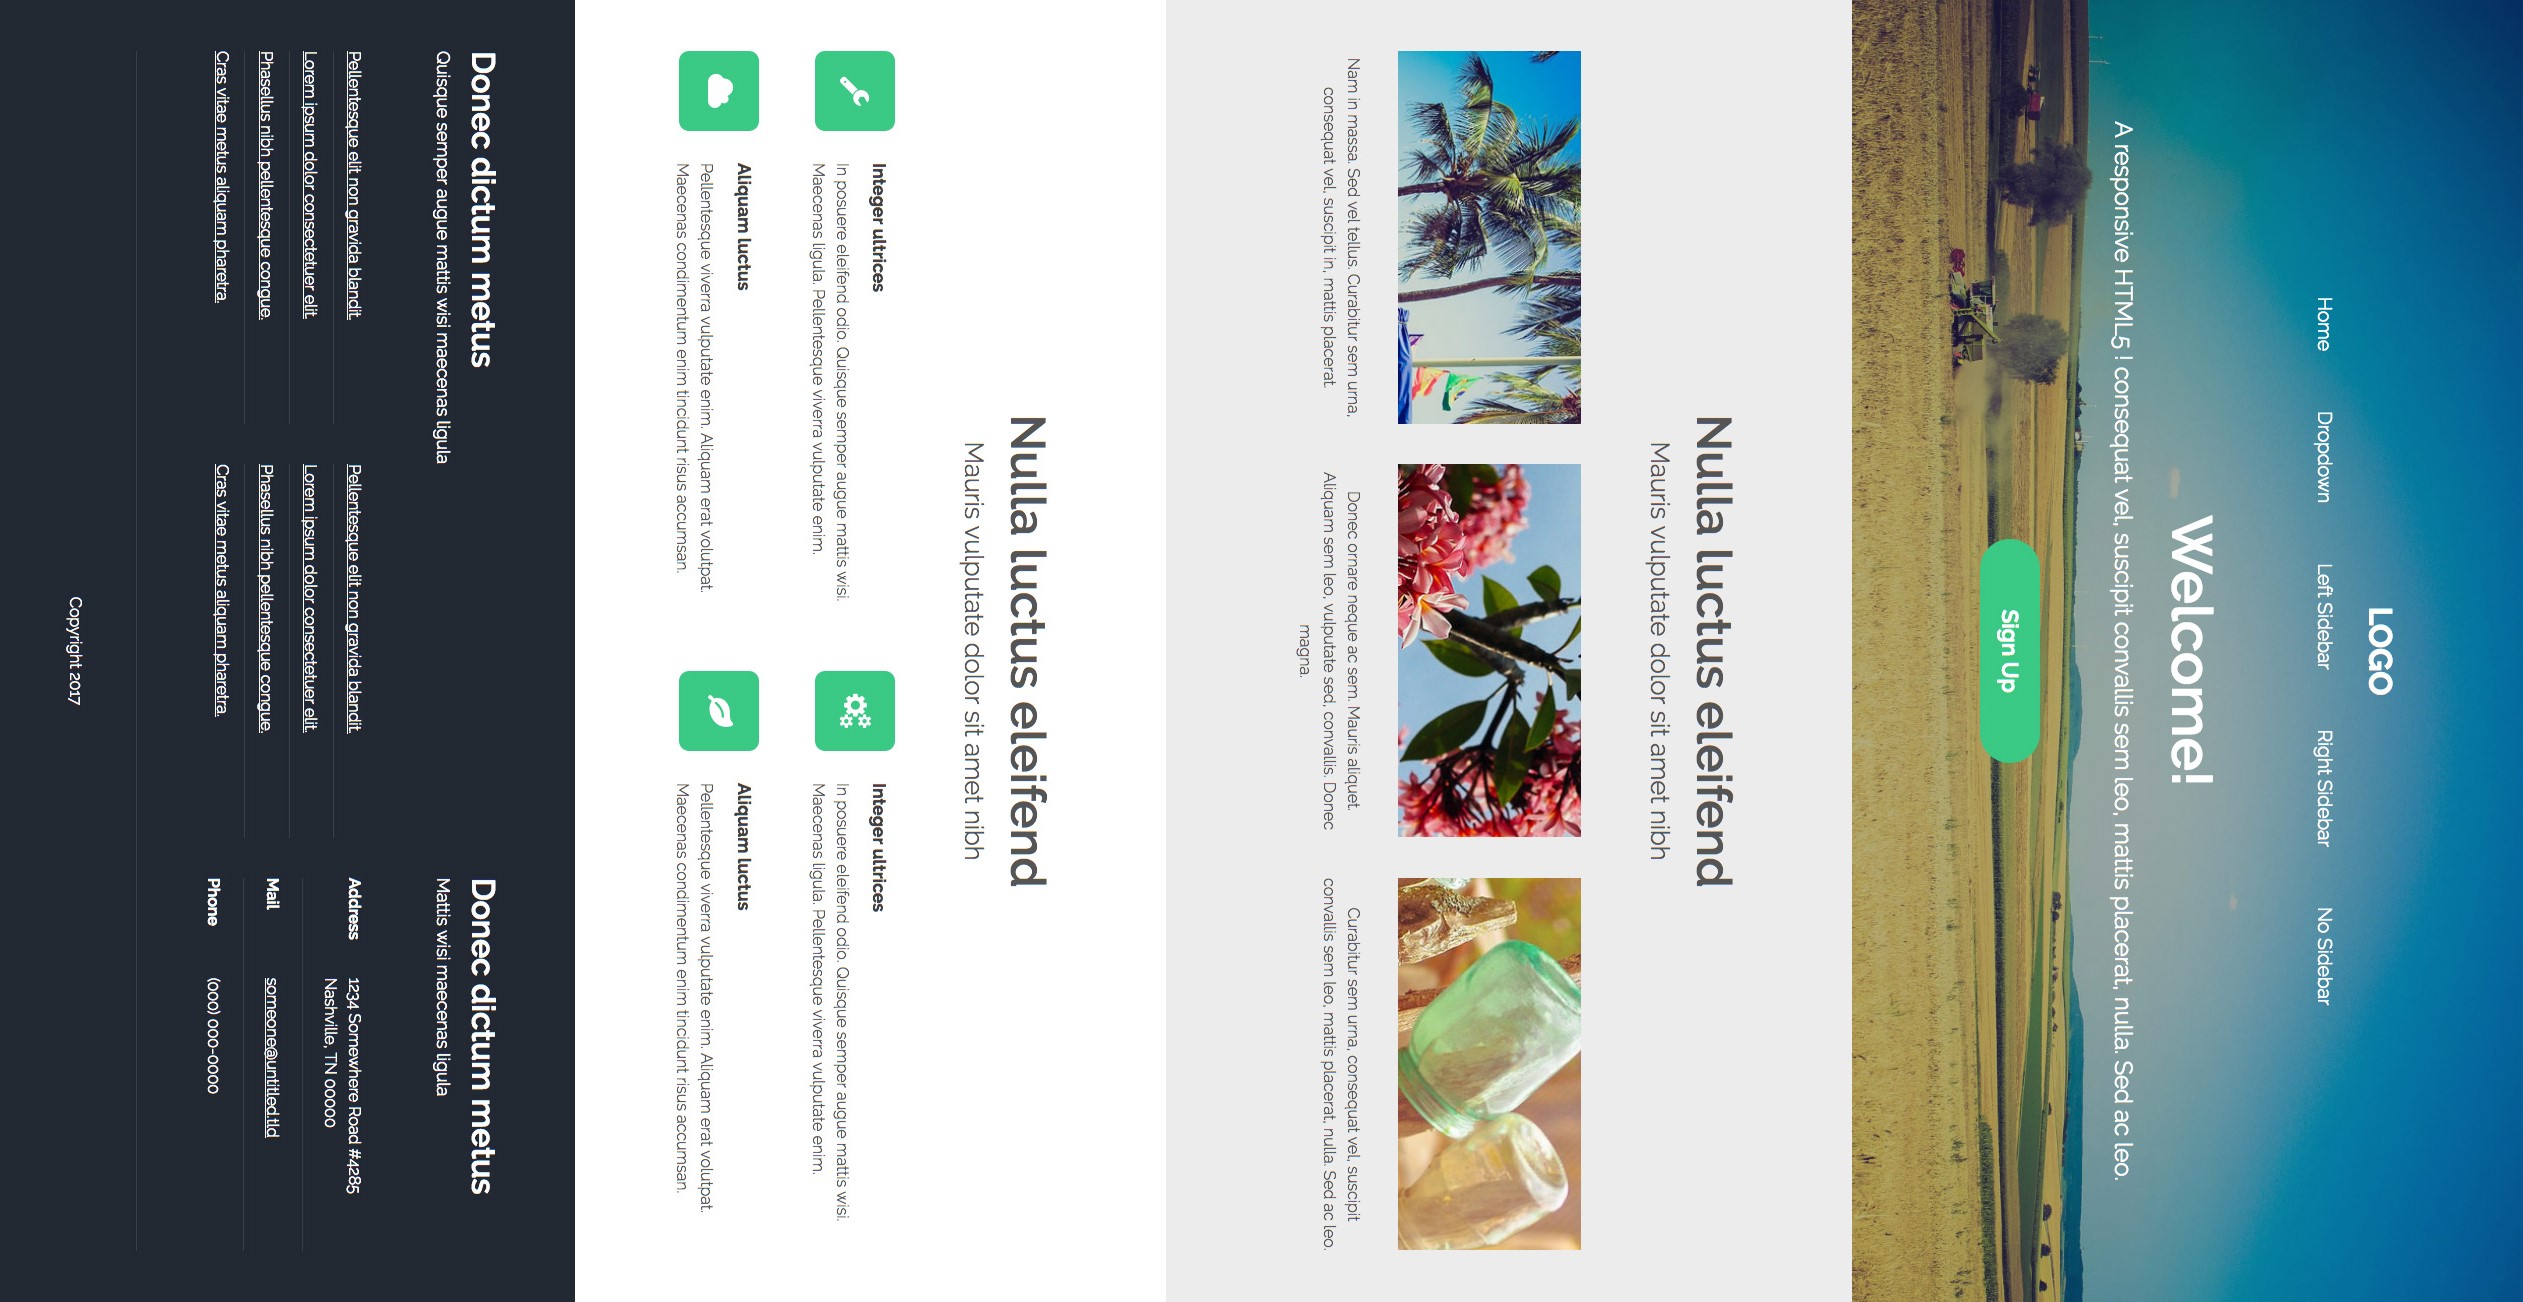 LOGO
Home Dropdown Left Sidebar Right Sidebar No Sidebar
Welcome!
A responsive HTML5 ! consequat vel, suscipit convallis sem leo, mattis placerat, nulla. Sed ac leo.
Sign Up
Nulla luctus eleifend
Mauris vulputate dolor sit amet nibh
Nam in massa. Sed vel tellus. Curabitur sem urna,
consequat vel, suscipit in, mattis placerat.
Donec ornare neque ac sem. Mauris aliquet.
Aliquam sem leo, vulputate sed, convallis. Donec
magna.
Curabitur sem urna, consequat vel, suscipit
convallis sem leo, mattis placerat, nulla. Sed ac leo.
Nulla luctus eleifend
Mauris vulputate dolor sit amet nibh
Integer ultrices
In posuere eleifend odio. Quisque semper augue mattis wisi.
Maecenas ligula. Pellentesque viverra vulputate enim.
Integer ultrices
In posuere eleifend odio. Quisque semper augue mattis wisi.
Maecenas ligula. Pellentesque viverra vulputate enim.
Aliquam luctus
Pellentesque viverra vulputate enim. Aliquam erat volutpat.
Maecenas condimentum enim tincidunt risus accumsan.
Aliquam luctus
Pellentesque viverra vulputate enim. Aliquam erat volutpat.
Maecenas condimentum enim tincidunt risus accumsan.
Donec dictum metus
Quisque semper augue mattis wisi maecenas ligula
Pellentesque elit non gravida blandit.
Lorem ipsum dolor consectetuer elit.
Phasellus nibh pellentesque congue.
Cras vitae metus aliquam pharetra.
Pellentesque elit non gravida blandit.
Lorem ipsum dolor consectetuer elit.
Phasellus nibh pellentesque congue.
Cras vitae metus aliquam pharetra.
Donec dictum metus
Mattis wisi maecenas ligula
Address 1234 Somewhere Road #4285
Nashville, TN 00000
Mail someone@untitled.tld
Phone (000) 000-0000
Copyright 2017